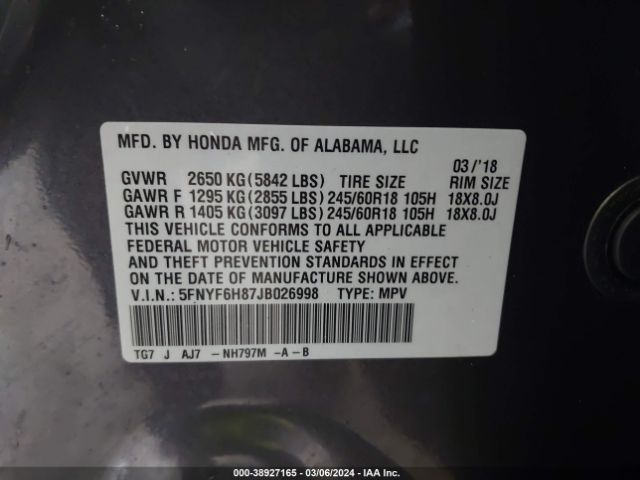 MFD. BY HONDA MFG. OF ALABAMA, LLC
03/'18
GVWR 2650 KG (5842 LBS) TIRE SIZE RIM SIZE
GAWR F 1295 KG (2855 LBS) 245/60R18 105H 18X8.0J
GAWR R 1405 KG (3097 LBS) 245/60R18 105H 18X8.0J
THIS VEHICLE CONFORMS TO ALL APPLICABLE
FEDERAL MOTOR VEHICLE SAFETY
AND THEFT PREVENTION STANDARDS IN EFFECT
ON THE DATE OF MANUFACTURE SHOWN ABOVE.
V.I.N.: 5FNYF6H87JB026998 TYPE: MPV
TG7 J AJ7 -NH797M -A-B
000-38927165 - 03/06/2024 - IAA Inc.